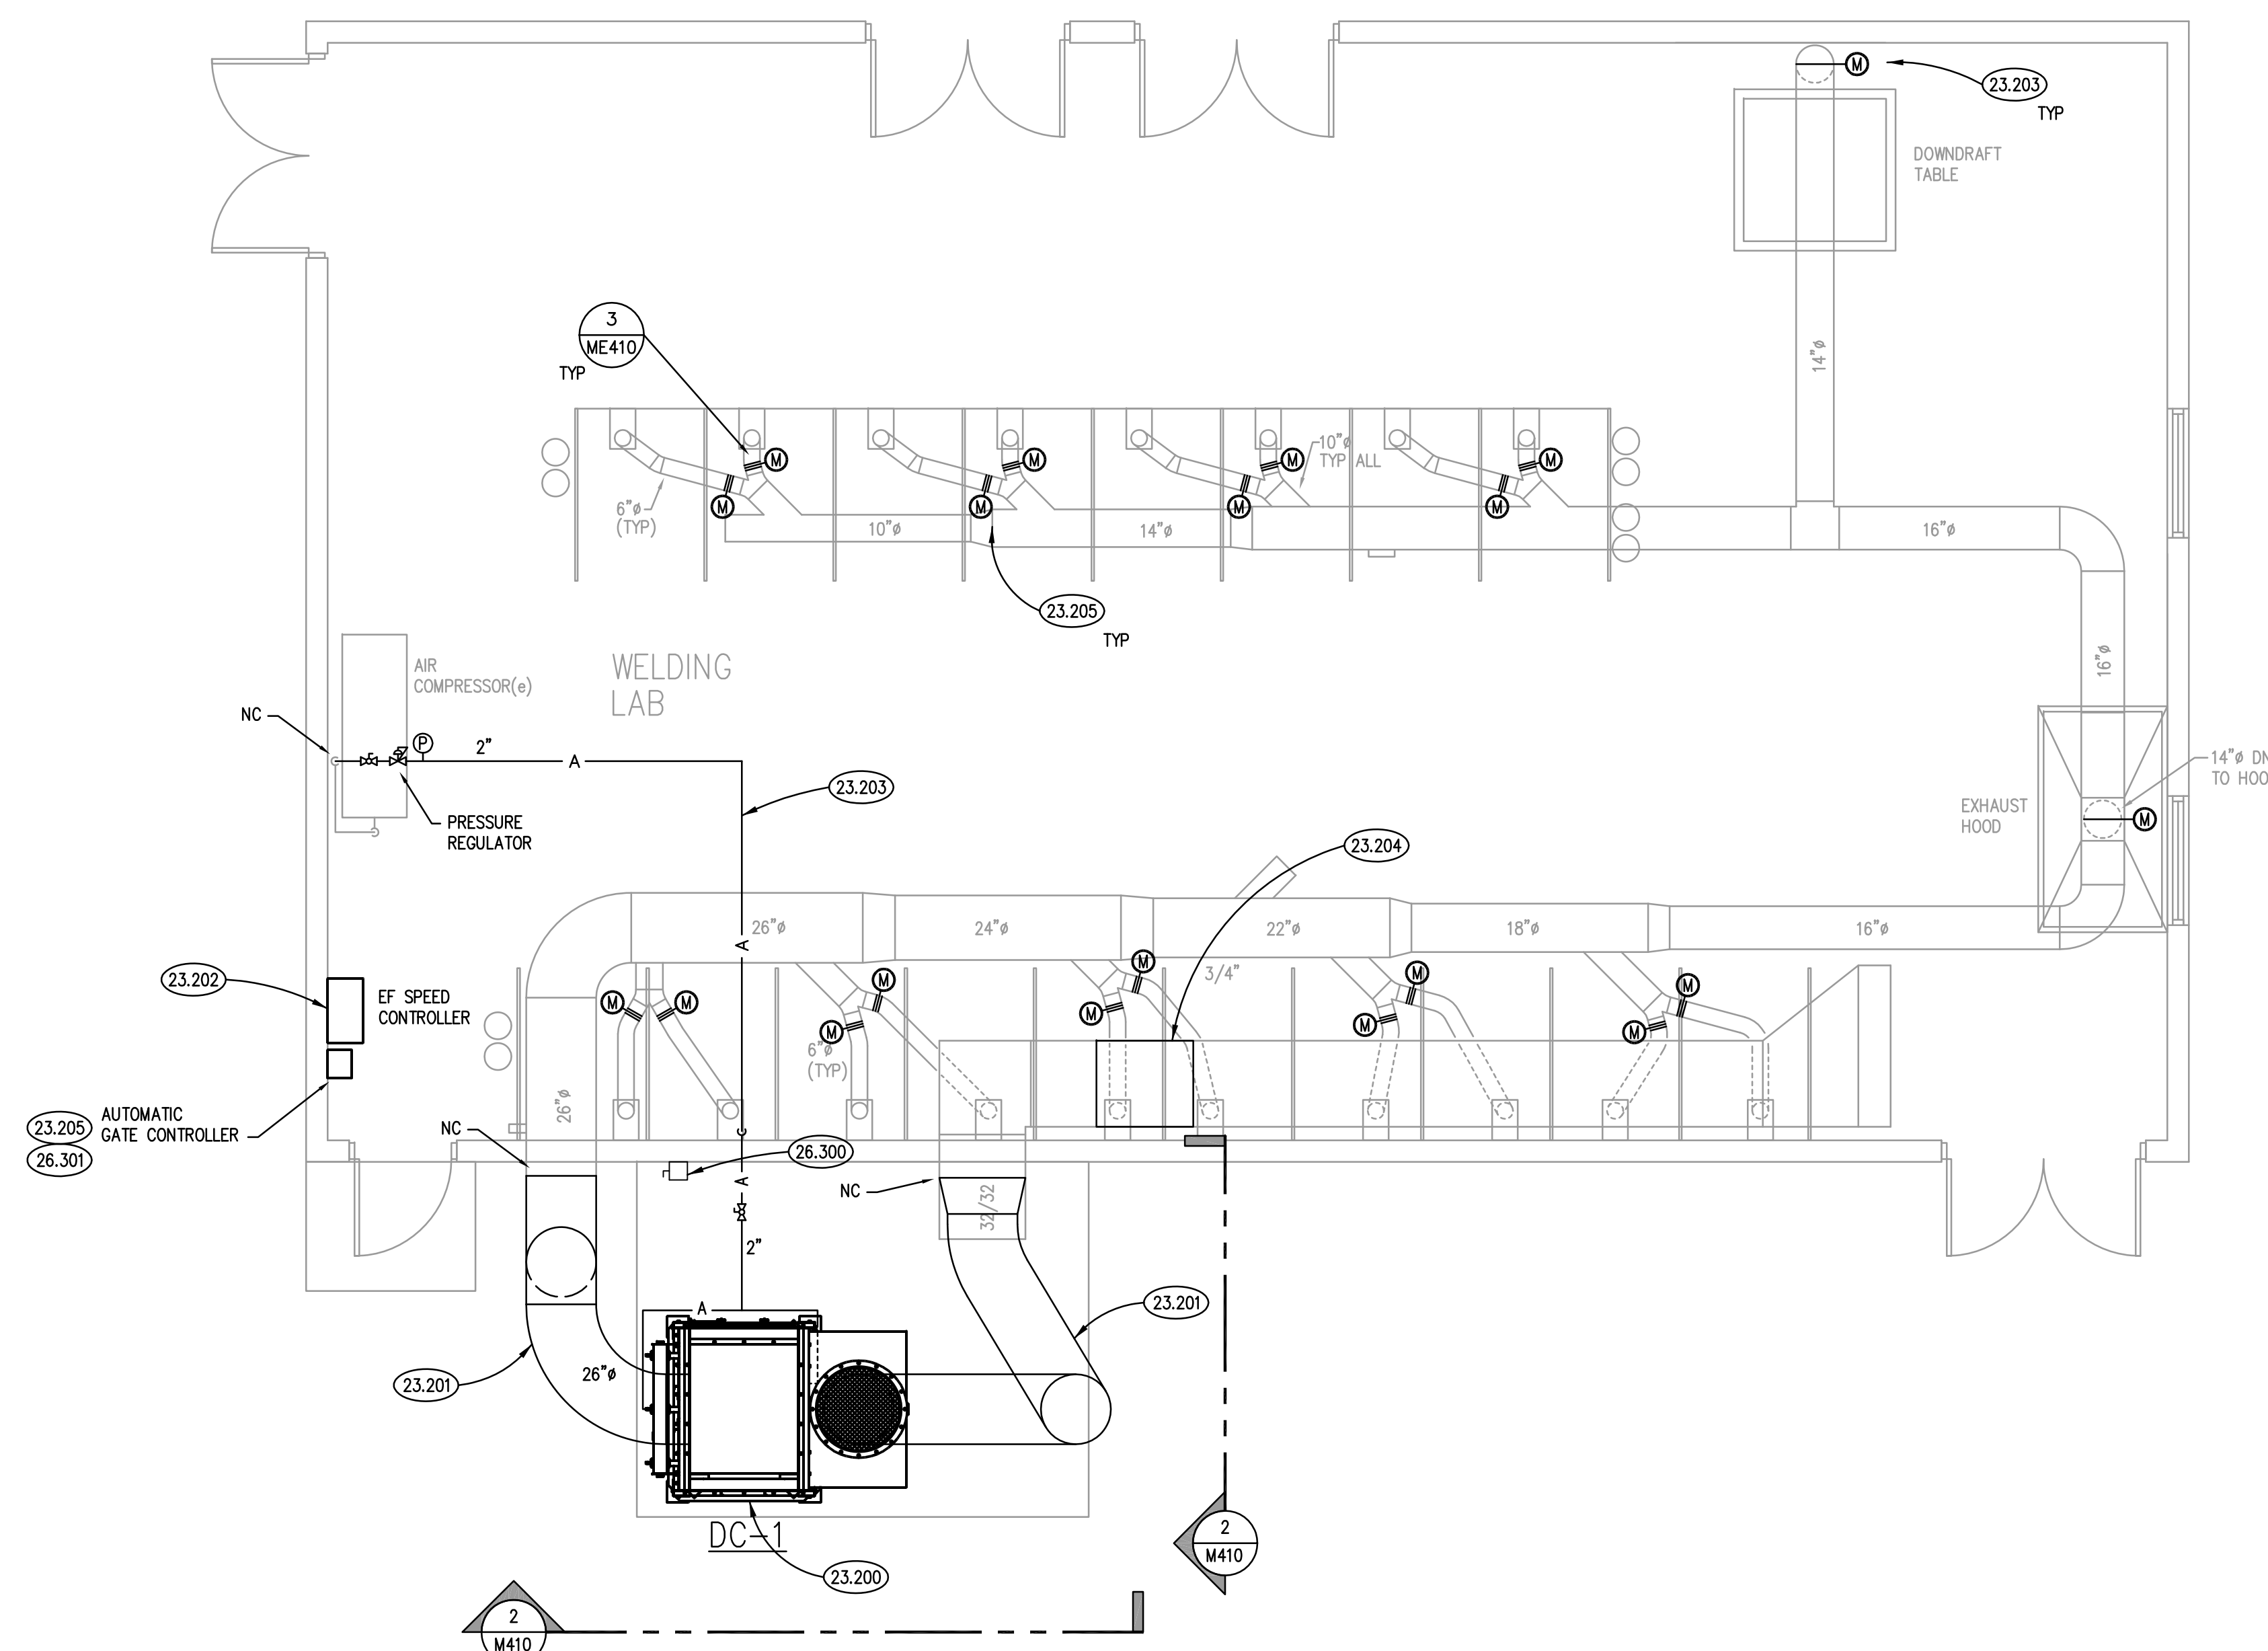 M
23.203
TYP
DOWNDRAFT
TABLE
14"ø
3
ME410
TYP
M
M
M
M
M
M
M
M
10"ø
TYP ALL
6"ø
(TYP)
10"ø
14"ø
16"ø
23.205
TYP
16"ø
WELDING
LAB
AIR
COMPRESSOR(e)
NC
P
2"
A
23.203
PRESSURE
REGULATOR
14"ø DN
TO HOO
EXHAUST
HOOD
M
23.204
26"ø
24"ø
22"ø
18"ø
16"ø
A
3/4"
23.202
EF SPEED
CONTROLLER
M
M
M
M
M
M
M
M
M
M
6"ø
(TYP)
26"ø
23.205
26.301
AUTOMATIC
GATE CONTROLLER
NC
26.300
A
NC
32/32
2"
A
23.201
23.201
26"ø
DC-1
23.200
2
M410
2
M410